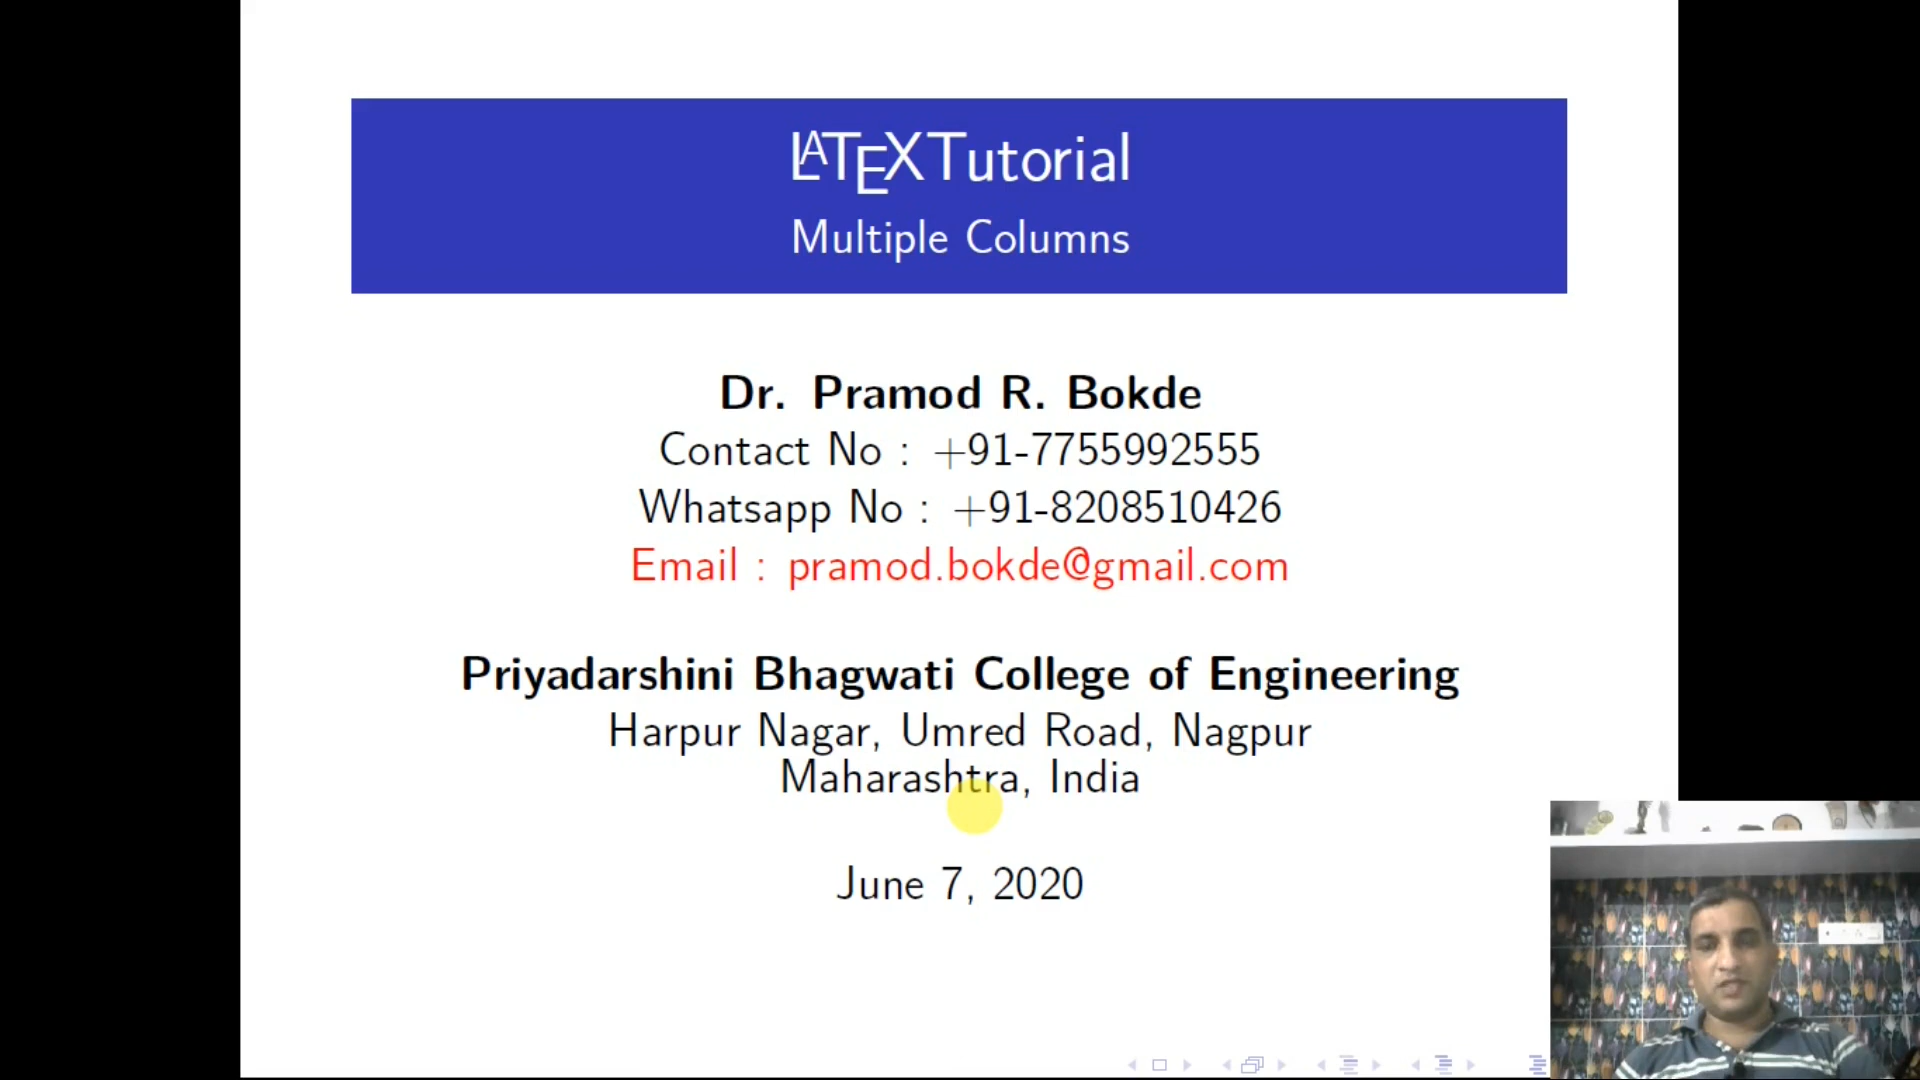 LATEX Tutorial
Multiple Columns
Dr. Pramod R. Bokde
Contact No : +91-7755992555
Whatsapp No : +91-8208510426
Email : pramod.bokde@gmail.com
Priyadarshini Bhagwati College of Engineering
Harpur Nagar, Umred Road, Nagpur
Maharashtra, India
June 7, 2020